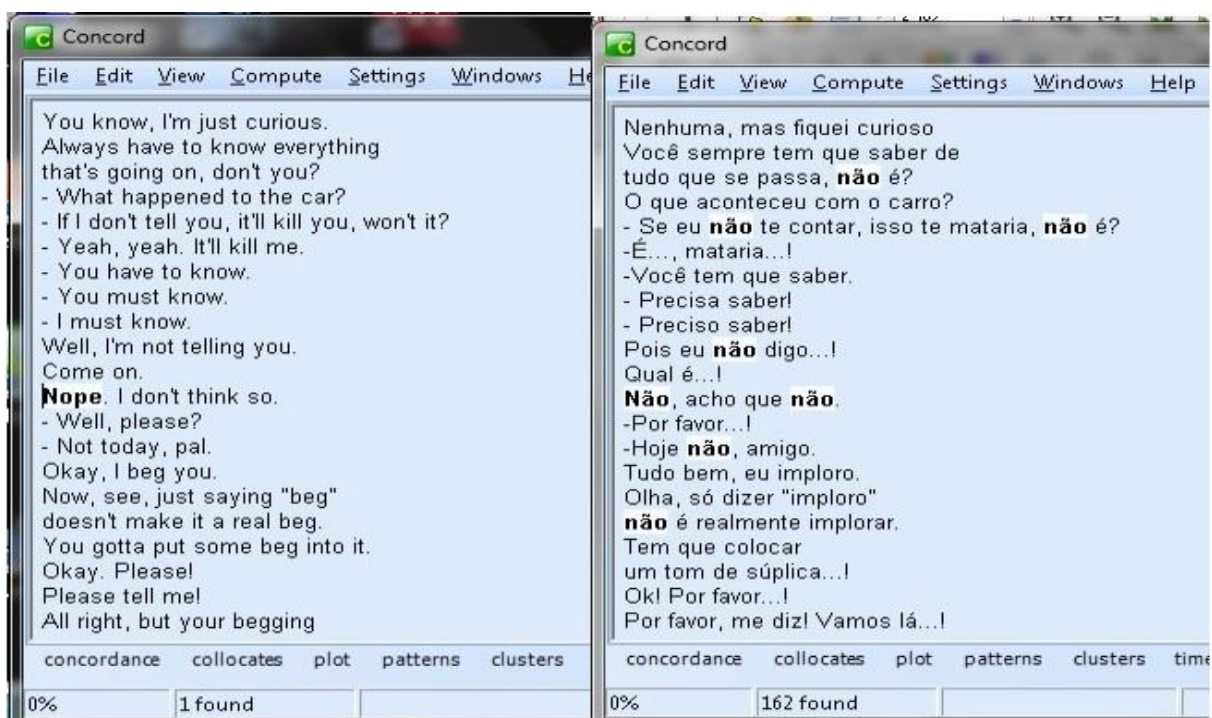 Concord
File Edit View Compute Settings Windows He
You know, I'm just curious.
Always have to know everything
that's going on, don't you?
- What happened to the car?
- If I don't tell you, it'll kill you, won't it?
- Yeah, yeah. It'll kill me.
- You have to know.
- You must know.
- I must know.
Well, I'm not telling you.
Come on.
Nope. I don't think so.
- Well, please?
- Not today, pal.
Okay, I beg you.
Now, see, just saying "beg"
doesn't make it a real beg.
You gotta put some beg into it.
Okay. Please!
Please tell me!
All right, but your begging
concordance collocates plot patterns clusters
0% 1 found
Concord
File Edit View Compute Settings Windows Help
Nenhuma, mas fiquei curioso
Você sempre tem que saber de
tudo que se passa, não é?
O que aconteceu com o carro?
- Se eu não te contar, isso te mataria, não é?
-É..., mataria...!
-Você tem que saber.
- Precisa saber!
- Preciso saber!
Pois eu não digo...!
Qual é...!
Não, acho que não.
-Por favor...!
-Hoje não, amigo.
Tudo bem, eu imploro.
Olha, só dizer "imploro"
não é realmente implorar.
Tem que colocar
um tom de súplica...!
Ok! Por favor...!
Por favor, me diz! Vamos lá...!
concordance collocates plot patterns clusters time
0% 162 found